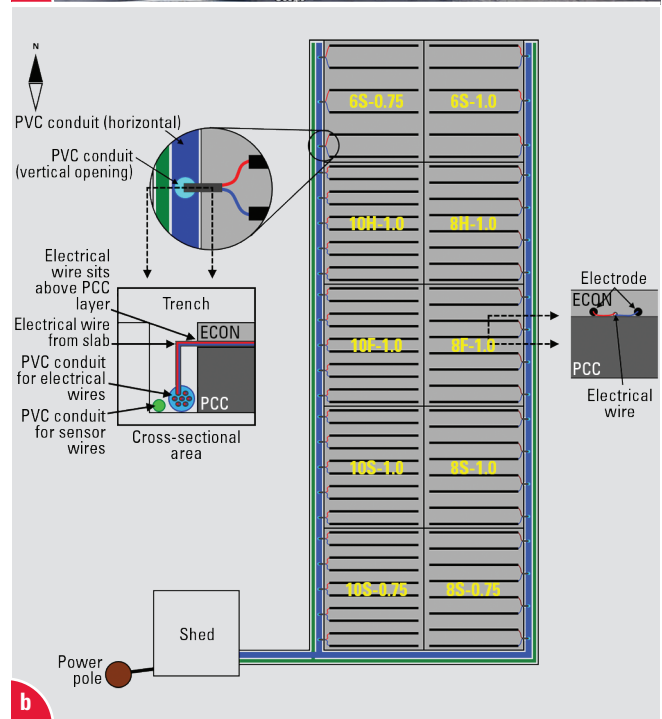 N
PVC conduit (horizontal)
PVC conduit
(vertical opening)
Electrical
wire sits
above PCC
layer
Electrical wire
from slab
PVC conduit
for electrical
wires
PVC conduit
for sensor
wires
Trench
ECON
PCC
Cross-sectional
area
6S-0.75
6S-1.0
10H-1.0
8H-1.0
10F-1.0
8F-1.0
10S-1.0
8S-1.0
10S-0.75
8S-0.75
Electrode
ECON
PCC
Electrical
wire
Shed
Power
pole
b